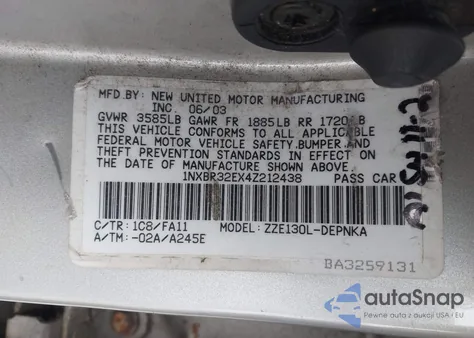 MFD.BY: NEW UNITED MOTOR MANUFACTURING
INC. 06/03
GVWR 3585LB GAWR FR 1885LB RR 1720LB
THIS VEHICLE CONFORMS TO ALL APPLICABLE
FEDERAL MOTOR VEHICLE SAFETY.BUMPER,AND
THEFT PREVENTION STANDARDS IN EFFECT ON
THE DATE OF MANUFACTURE SHOWN ABOVE.
1NXBR32EX4Z212438 PASS CAR
C/TR: 1C8/FA11 MODEL: ZZE130L-DEPNKA
A/TM: -02A/A245E
BA3259131
autoSnap
Pewne auta z aukcji USA i EU